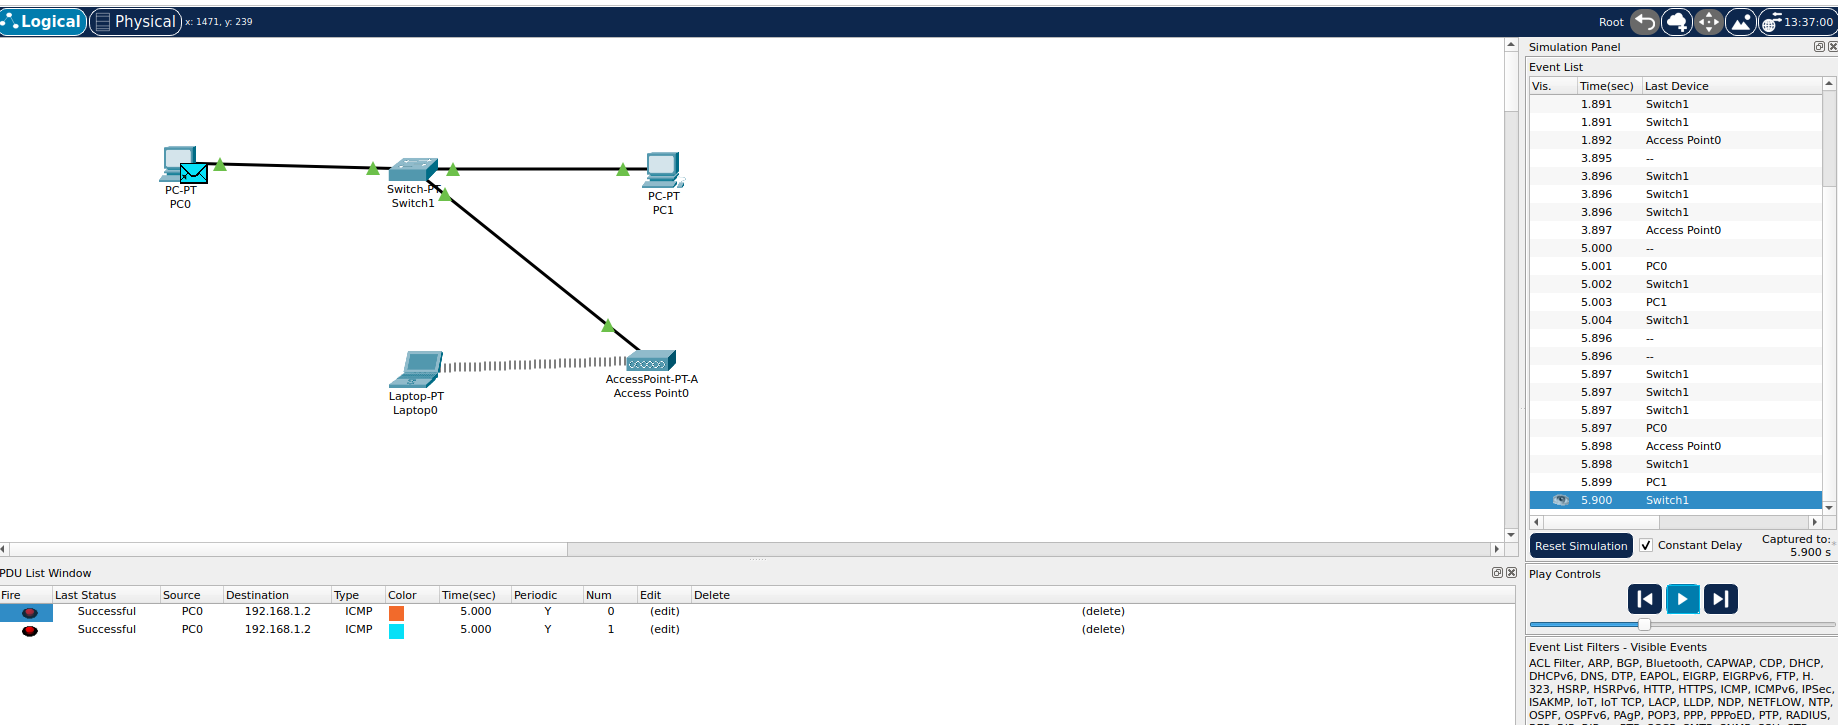 Logical Physical x: 1471, y: 239 Root 13:37:00
Simulation Panel
Event List
Vis. Time(sec) Last Device
1.891 Switch1
1.891 Switch1
1.892 Access Point0
3.895 --
3.896 Switch1
3.896 Switch1
3.896 Switch1
3.897 Access Point0
5.000 --
5.001 PC0
5.002 Switch1
5.003 PC1
5.004 Switch1
5.896 --
5.896 --
5.897 Switch1
5.897 Switch1
5.897 Switch1
5.897 PC0
5.898 Access Point0
5.898 Switch1
5.899 PC1
5.900 Switch1
Reset Simulation Constant Delay Captured to:
5.900 s
Play Controls
Event List Filters - Visible Events
ACL Filter, ARP, BGP, Bluetooth, CAPWAP, CDP, DHCP,
DHCPv6, DNS, DTP, EAPOL, EIGRP, EIGRPv6, FTP, H.
323, HSRP, HSRPv6, HTTP, HTTPS, ICMP, ICMPv6, IPSec,
ISAKMP, IoT, IoT TCP, LACP, LLDP, NDP, NETFLOW, NTP,
OSPF, OSPFv6, PAgP, POP3, PPP, PPPoED, PTP, RADIUS,
PC-PT
PC0
Switch-PT
Switch1
PC-PT
PC1
Laptop-PT
Laptop0
AccessPoint-PT-A
Access Point0
PDU List Window
Fire Last Status Source Destination Type Color Time(sec) Periodic Num Edit Delete
Successful PC0 192.168.1.2 ICMP 5.000 Y 0 (edit) (delete)
Successful PC0 192.168.1.2 ICMP 5.000 Y 1 (edit) (delete)